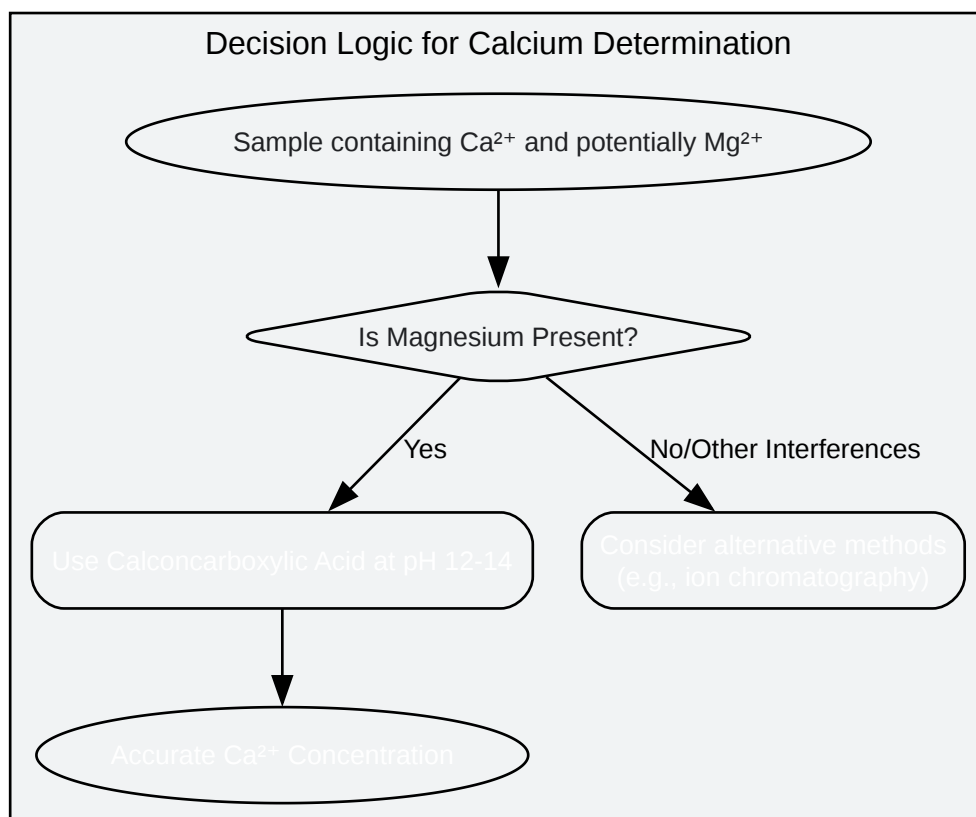 Decision Logic for Calcium Determination
Sample containing Ca²⁺ and potentially Mg²⁺
Is Magnesium Present?
Yes
No/Other Interferences
Use Calconcarboxylic Acid at pH 12-14
Consider alternative methods
(e.g., ion chromatography)
Accurate Ca²⁺ Concentration